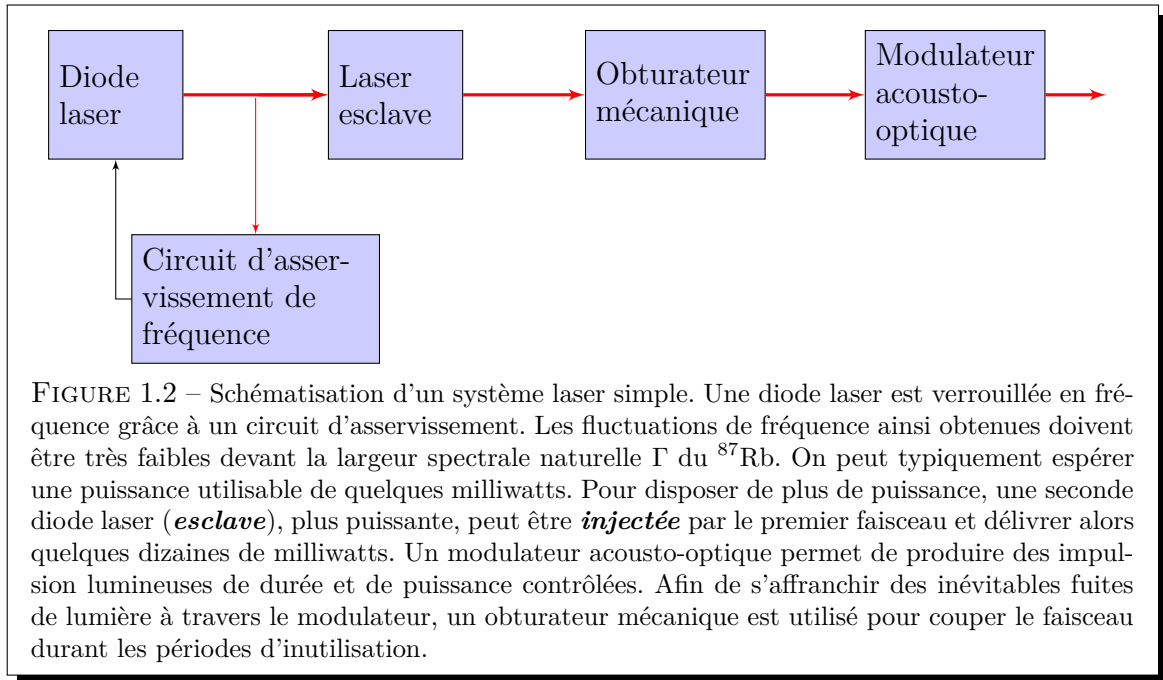 Diode
laser
Laser
esclave
Obturateur
mécanique
Modulateur
acousto-
optique
Circuit d'asser-
vissement de
fréquence
FIGURE 1.2 – Schématisation d'un système laser simple. Une diode laser est verrouillée en fré-
quence grâce à un circuit d'asservissement. Les fluctuations de fréquence ainsi obtenues doivent
être très faibles devant la largeur spectrale naturelle Γ du ⁸⁷Rb. On peut typiquement espérer
une puissance utilisable de quelques milliwatts. Pour disposer de plus de puissance, une seconde
diode laser (esclave), plus puissante, peut être injectée par le premier faisceau et délivrer alors
quelques dizaines de milliwatts. Un modulateur acousto-optique permet de produire des impul-
sion lumineuses de durée et de puissance contrôlées. Afin de s'affranchir des inévitables fuites
de lumière à travers le modulateur, un obturateur mécanique est utilisé pour couper le faisceau
durant les périodes d'inutilisation.